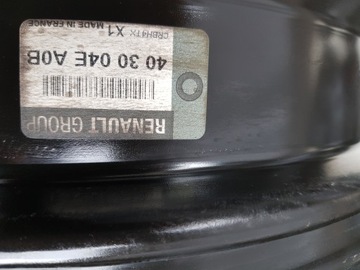 RENAULT GROUP
40 30 04E A0B
X1
MADE IN FRANCE